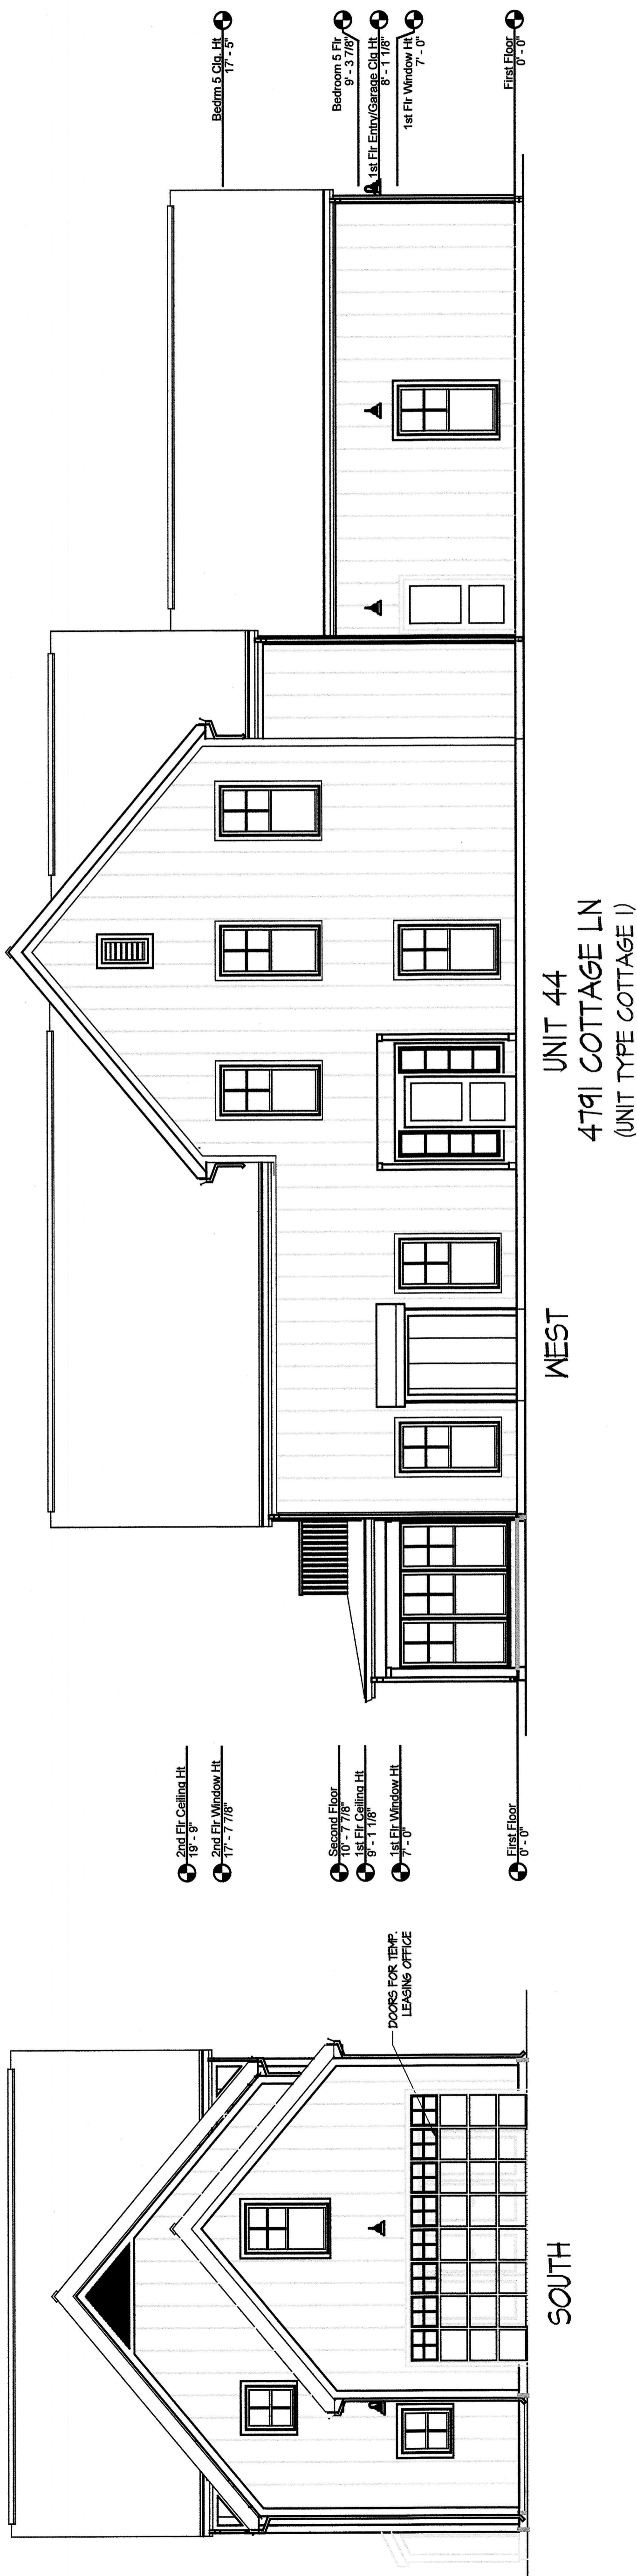 SOUTH
DOORS FOR TEMP.
LEASING OFFICE
2nd Flr Ceiling Ht
19' - 9"
2nd Flr Window Ht
17' - 7 7/8"
Second Floor
10' - 7 7/8"
1st Flr Ceiling Ht
9' - 1 1/8"
1st Flr Window Ht
7' - 0"
First Floor
0' - 0"
WEST
UNIT 44
4791 COTTAGE LN
(UNIT TYPE COTTAGE 1)
Bedrm 5 Clg. Ht
17' - 5"
Bedroom 5 Flr
9' - 3 7/8"
1st Flr Entry/Garage Clg Ht
8' - 1 1/8"
1st Flr Window Ht
7' - 0"
First Floor
0' - 0"